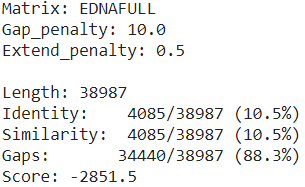 Matrix: EDNAFULL
Gap_penalty: 10.0
Extend_penalty: 0.5
Length: 38987
Identity:    4085/38987 (10.5%)
Similarity:  4085/38987 (10.5%)
Gaps:       34440/38987 (88.3%)
Score: -2851.5